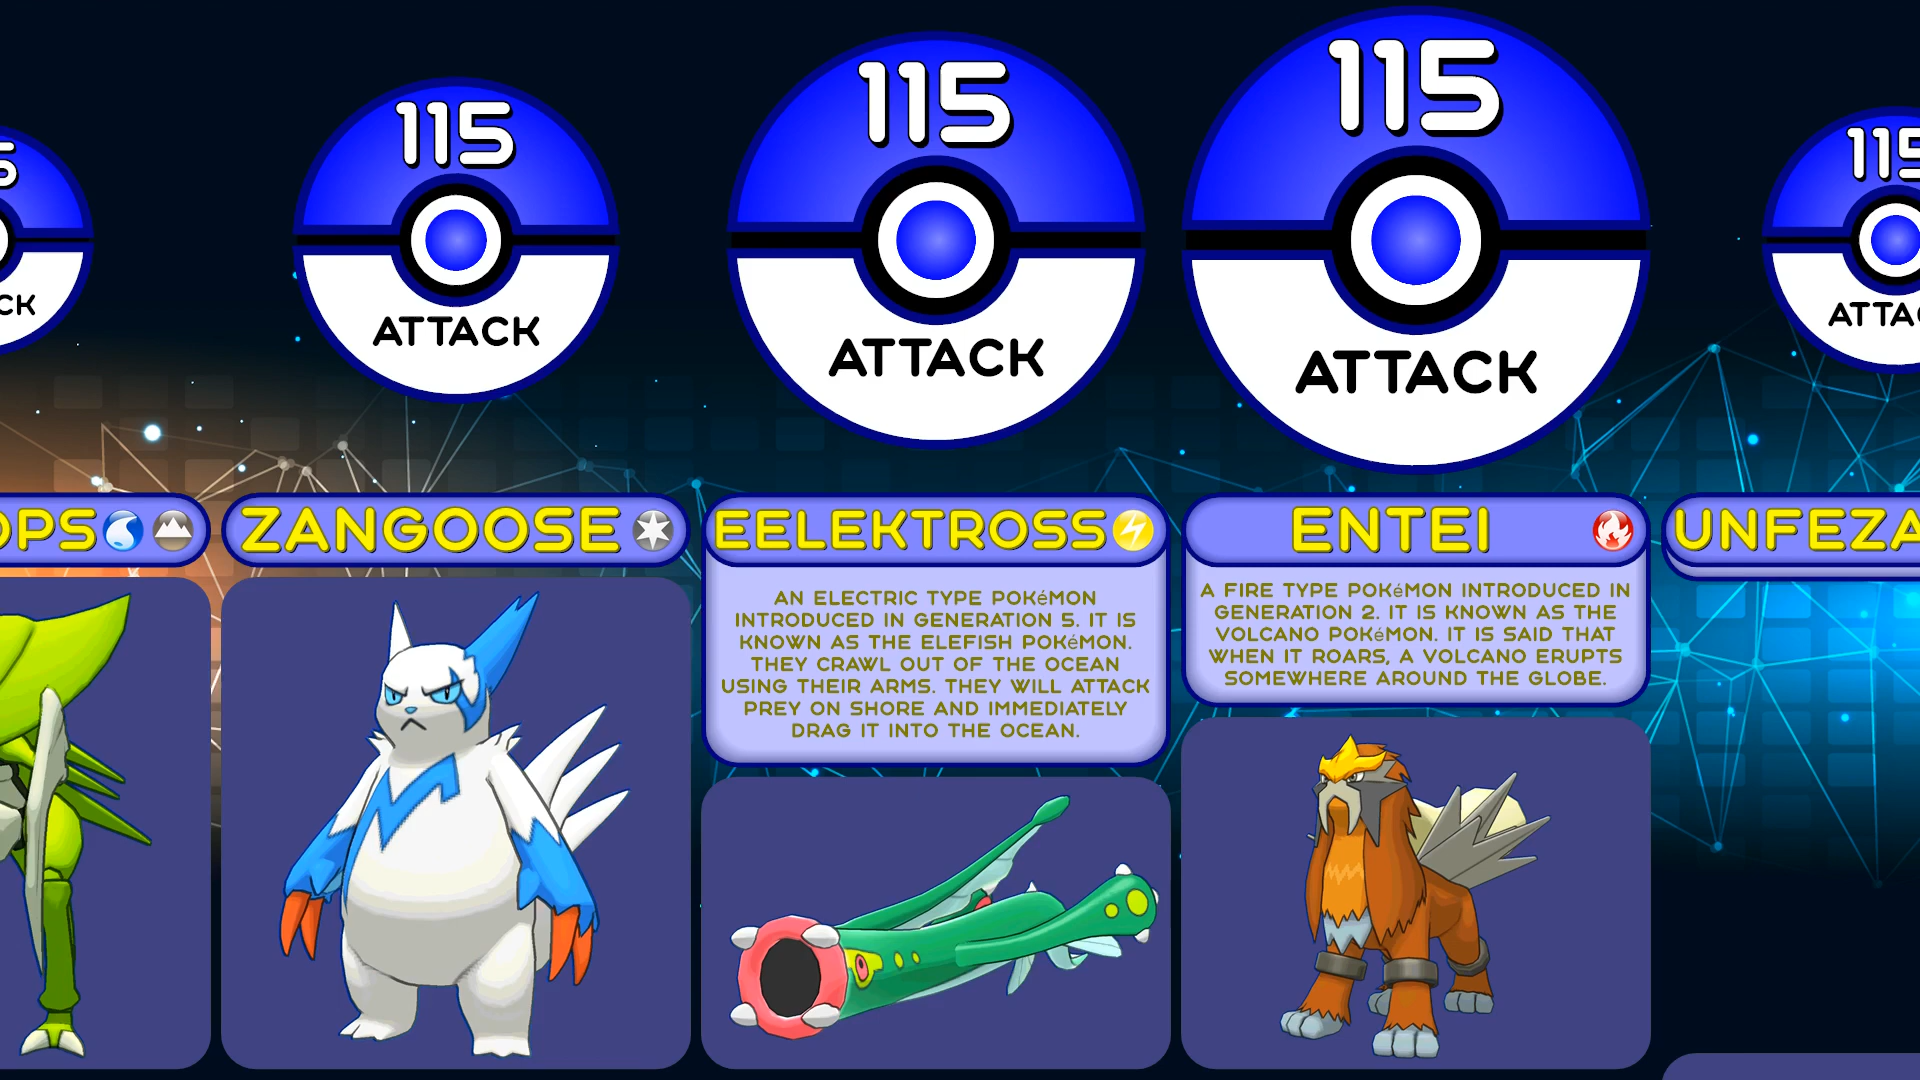 115
ATTACK
115
ATTACK
115
ATTACK
115
ATTACK
ZANGOOSE
EELEKTROSS
AN ELECTRIC TYPE POKéMON
INTRODUCED IN GENERATION 5. IT IS
KNOWN AS THE ELEFISH POKéMON.
THEY CRAWL OUT OF THE OCEAN
USING THEIR ARMS. THEY WILL ATTACK
PREY ON SHORE AND IMMEDIATELY
DRAG IT INTO THE OCEAN.
ENTEI
A FIRE TYPE POKéMON INTRODUCED IN
GENERATION 2. IT IS KNOWN AS THE
VOLCANO POKéMON. IT IS SAID THAT
WHEN IT ROARS, A VOLCANO ERUPTS
SOMEWHERE AROUND THE GLOBE.
UNFEZA